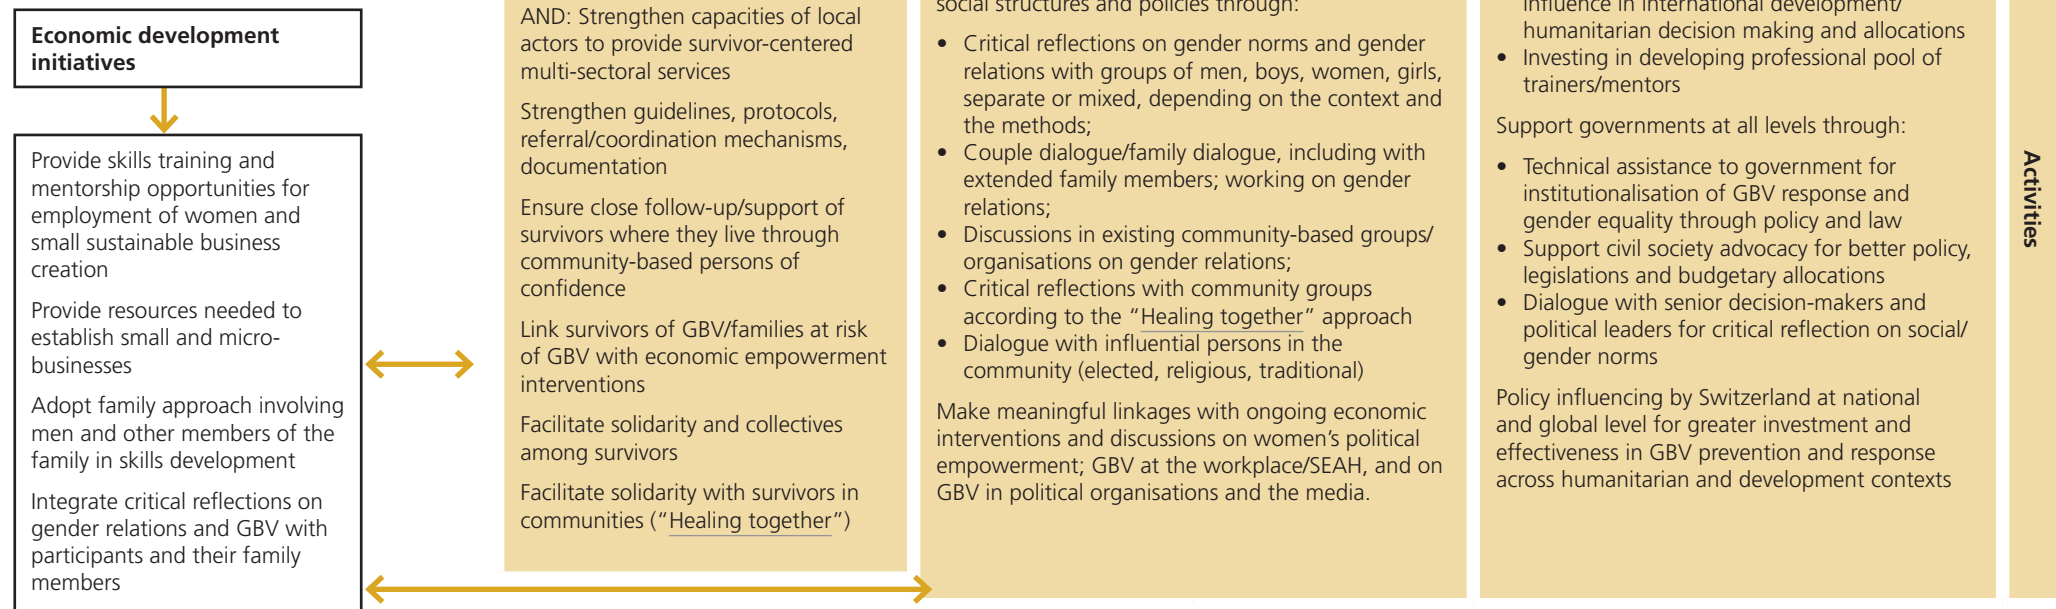 Economic development
initiatives
Provide skills training and
mentorship opportunities for
employment of women and
small sustainable business
creation
Provide resources needed to
establish small and micro-
businesses
Adopt family approach involving
men and other members of the
family in skills development
Integrate critical reflections on
gender relations and GBV with
participants and their family
members
AND: Strengthen capacities of local
actors to provide survivor-centered
multi-sectoral services
Strengthen guidelines, protocols,
referral/coordination mechanisms,
documentation
Ensure close follow-up/support of
survivors where they live through
community-based persons of
confidence
Link survivors of GBV/families at risk
of GBV with economic empowerment
interventions
Facilitate solidarity and collectives
among survivors
Facilitate solidarity with survivors in
communities (“Healing together”)
social structures and policies through:
• Critical reflections on gender norms and gender
relations with groups of men, boys, women, girls,
separate or mixed, depending on the context and
the methods;
• Couple dialogue/family dialogue, including with
extended family members; working on gender
relations;
• Discussions in existing community-based groups/
organisations on gender relations;
• Critical reflections with community groups
according to the “Healing together” approach
• Dialogue with influential persons in the
community (elected, religious, traditional)
Make meaningful linkages with ongoing economic
interventions and discussions on women’s political
empowerment; GBV at the workplace/SEAH, and on
GBV in political organisations and the media.
influence in international development/
humanitarian decision making and allocations
• Investing in developing professional pool of
trainers/mentors
Support governments at all levels through:
• Technical assistance to government for
institutionalisation of GBV response and
gender equality through policy and law
• Support civil society advocacy for better policy,
legislations and budgetary allocations
• Dialogue with senior decision-makers and
political leaders for critical reflection on social/
gender norms
Policy influencing by Switzerland at national
and global level for greater investment and
effectiveness in GBV prevention and response
across humanitarian and development contexts
Activities